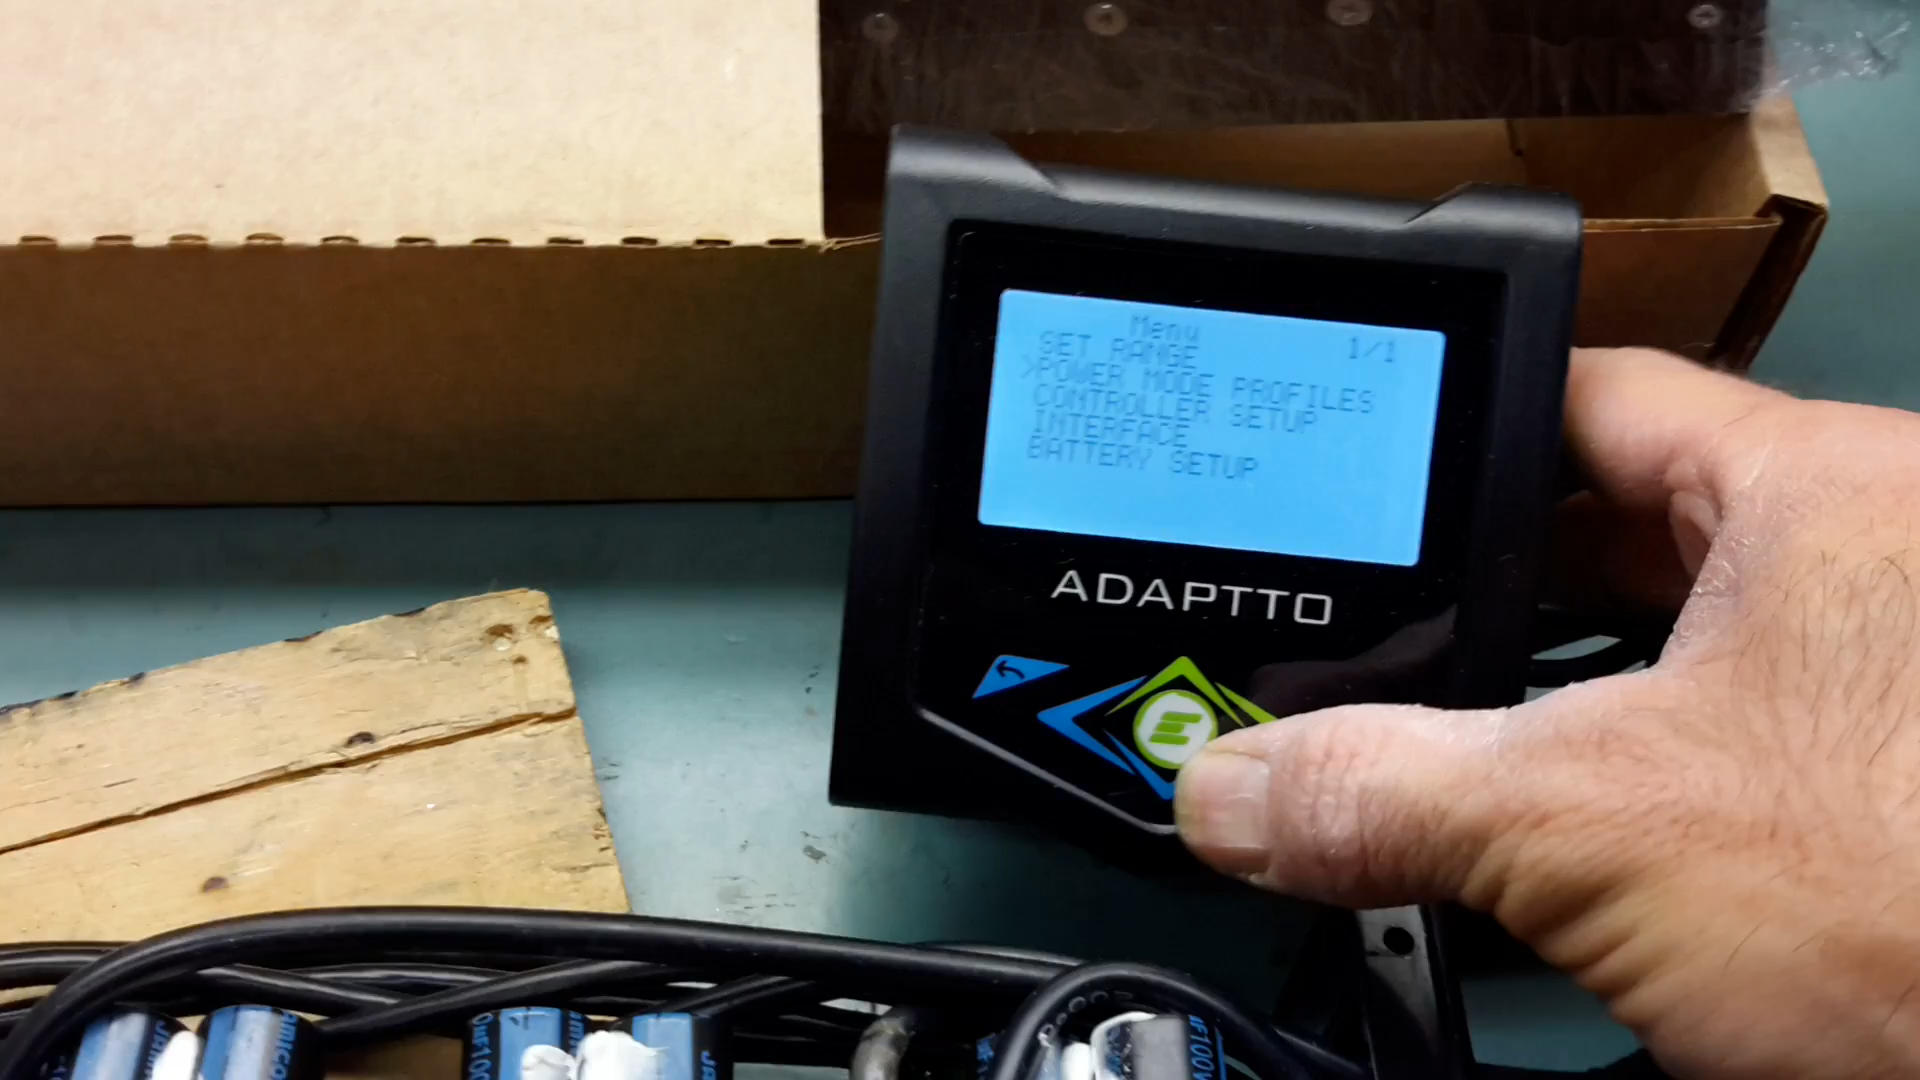 Menu 1/1
SET RANGE
>POWER MODE PROFILES
CONTROLLER SETUP
INTERFACE
BATTERY SETUP
ADAPTTO